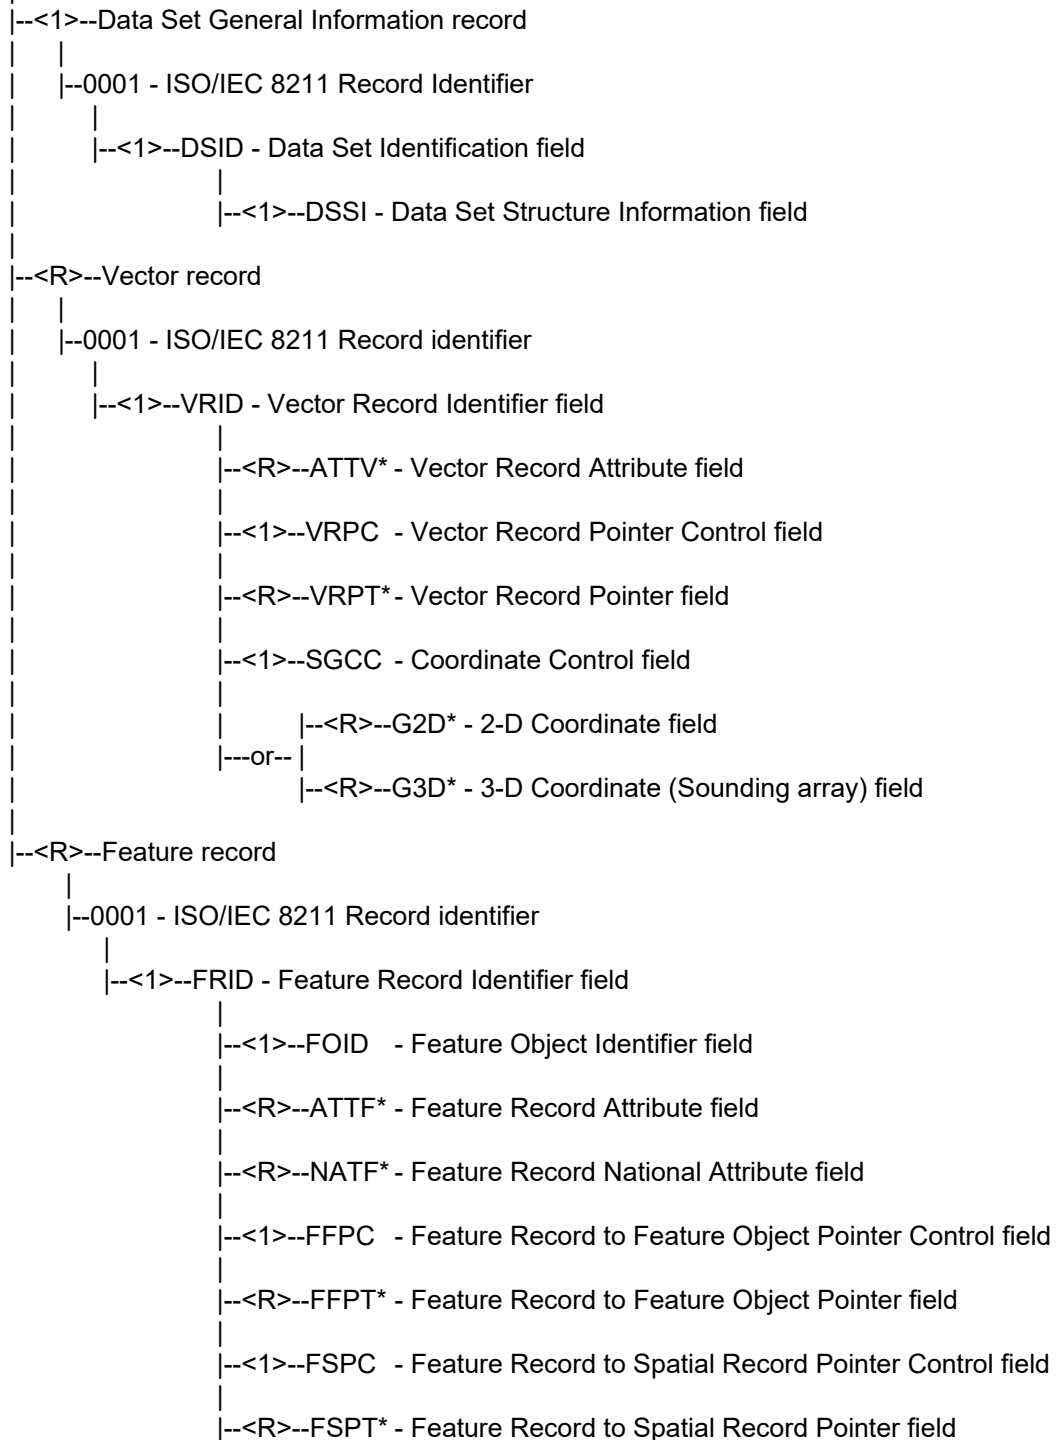 |--<1>--Data Set General Information record
|--0001 - ISO/IEC 8211 Record Identifier
|--<1>--DSID - Data Set Identification field
|--<1>--DSSI - Data Set Structure Information field
|--<R>--Vector record
|--0001 - ISO/IEC 8211 Record identifier
|--<1>--VRID - Vector Record Identifier field
|--<R>--ATTV* - Vector Record Attribute field
|--<1>--VRPC - Vector Record Pointer Control field
|--<R>--VRPT* - Vector Record Pointer field
|--<1>--SGCC - Coordinate Control field
|--<R>--G2D* - 2-D Coordinate field
|---or-- |
|--<R>--G3D* - 3-D Coordinate (Sounding array) field
|--<R>--Feature record
|--0001 - ISO/IEC 8211 Record identifier
|--<1>--FRID - Feature Record Identifier field
|--<1>--FOID - Feature Object Identifier field
|--<R>--ATTF* - Feature Record Attribute field
|--<R>--NATF* - Feature Record National Attribute field
|--<1>--FFPC - Feature Record to Feature Object Pointer Control field
|--<R>--FFPT* - Feature Record to Feature Object Pointer field
|--<1>--FSPC - Feature Record to Spatial Record Pointer Control field
|--<R>--FSPT* - Feature Record to Spatial Record Pointer field